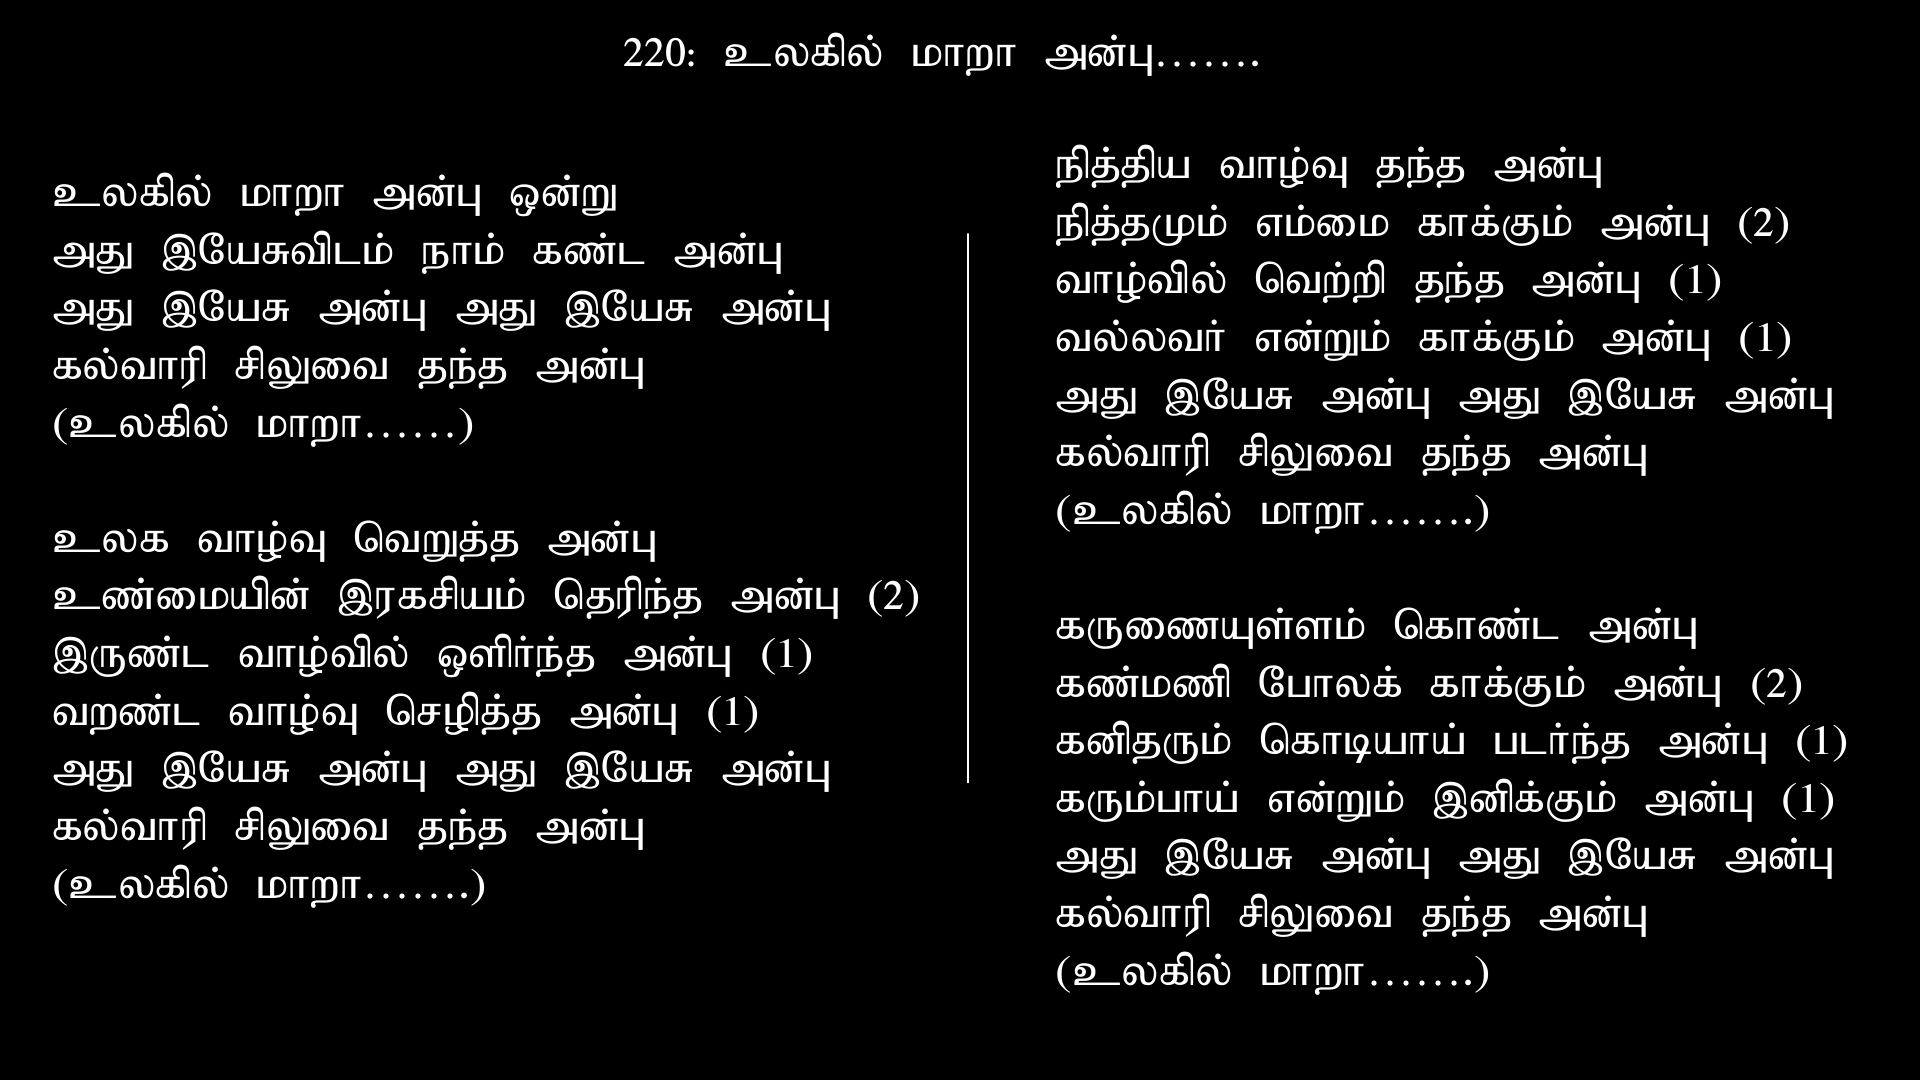 220: உலகில் மாறா அன்பு.......
உலகில் மாறா அன்பு ஒன்று
அது இயேசுவிடம் நாம் கண்ட அன்பு
அது இயேசு அன்பு அது இயேசு அன்பு
கல்வாரி சிலுவை தந்த அன்பு
(உலகில் மாறா......)
உலக வாழ்வு வெறுத்த அன்பு
உண்மையின் இரகசியம் தெரிந்த அன்பு (2)
இருண்ட வாழ்வில் ஒளிர்ந்த அன்பு (1)
வறண்ட வாழ்வு செழித்த அன்பு (1)
அது இயேசு அன்பு அது இயேசு அன்பு
கல்வாரி சிலுவை தந்த அன்பு
(உலகில் மாறா.......)
நித்திய வாழ்வு தந்த அன்பு
நித்தமும் எம்மை காக்கும் அன்பு (2)
வாழ்வில் வெற்றி தந்த அன்பு (1)
வல்லவர் என்றும் காக்கும் அன்பு (1)
அது இயேசு அன்பு அது இயேசு அன்பு
கல்வாரி சிலுவை தந்த அன்பு
(உலகில் மாறா.......)
கருணையுள்ளம் கொண்ட அன்பு
கண்மணி போலக் காக்கும் அன்பு (2)
கனிதரும் கொடியாய் படர்ந்த அன்பு (1)
கரும்பாய் என்றும் இனிக்கும் அன்பு (1)
அது இயேசு அன்பு அது இயேசு அன்பு
கல்வாரி சிலுவை தந்த அன்பு
(உலகில் மாறா.......)